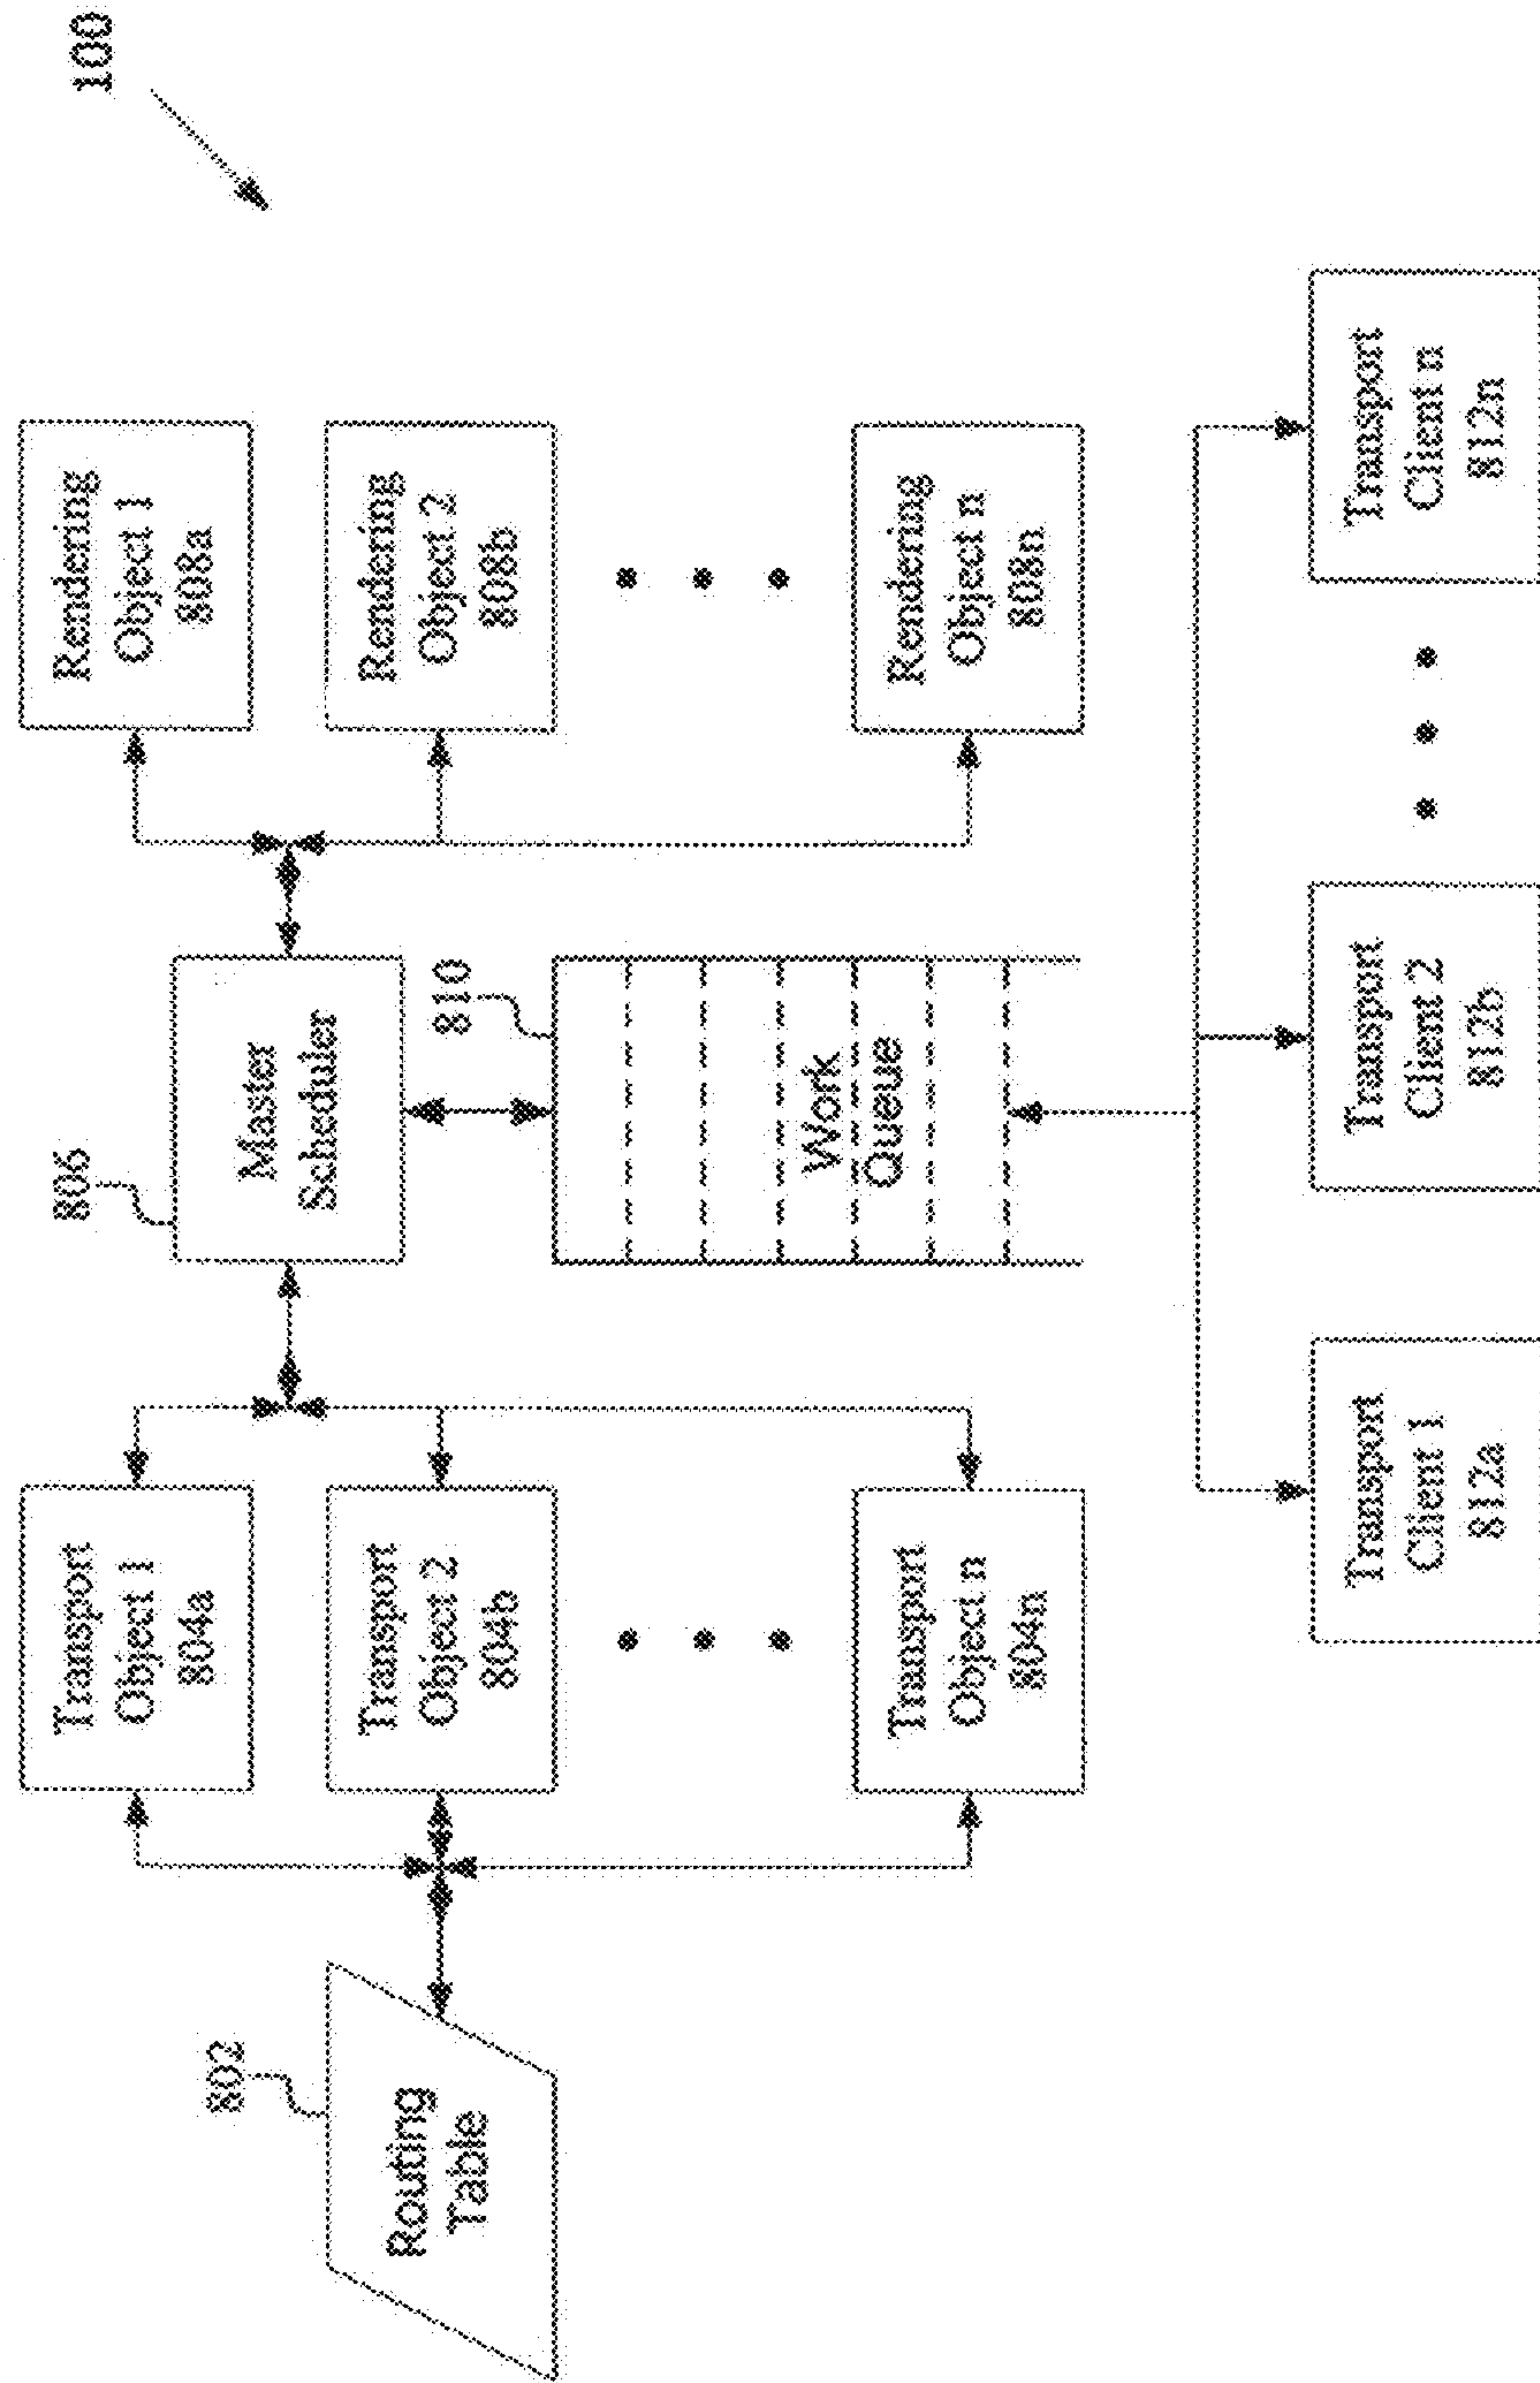 100
806
Master
Scheduler
802
Routing
Table
Transport
Object 1
804a
Transport
Object 2
804b
Transport
Object n
804n
810
Work
Queue
Rendering
Object 1
808a
Rendering
Object 2
808b
Rendering
Object n
808n
Transport
Client 1
812a
Transport
Client 2
812b
Transport
Client n
812n